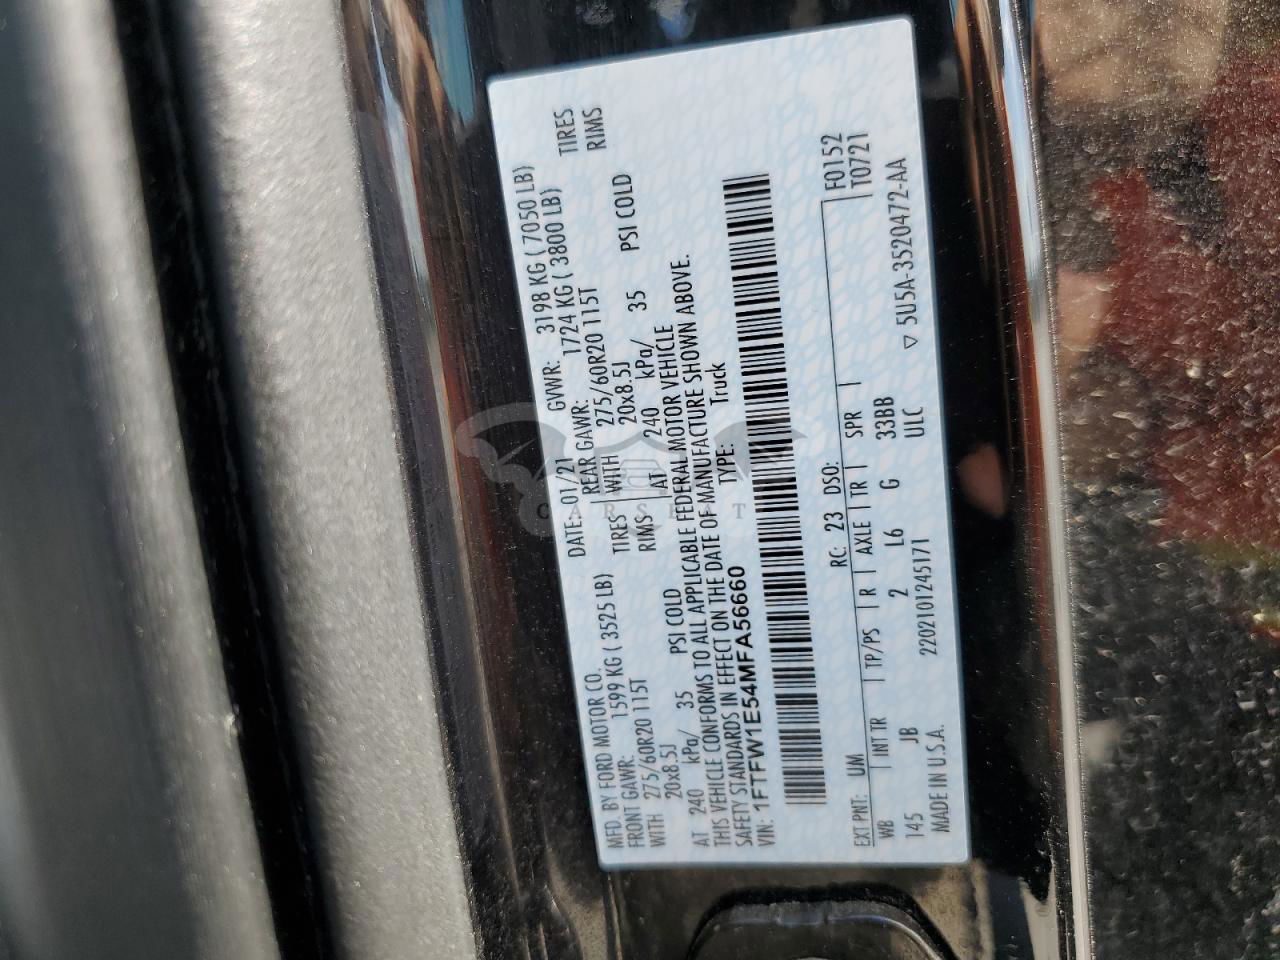 MFD. BY FORD MOTOR CO.
DATE: 01/21 GVWR: 3198 KG ( 7050 LB)
FRONT GAWR: 1599 KG ( 3525 LB) REAR GAWR: 1724 KG ( 3800 LB)
WITH 275/60R20 115T TIRES WITH 275/60R20 115T TIRES
20x8.5J RIMS 20x8.5J RIMS
AT 240 kPa/ 35 PSI COLD AT 240 kPa/ 35 PSI COLD
THIS VEHICLE CONFORMS TO ALL APPLICABLE FEDERAL MOTOR VEHICLE
SAFETY STANDARDS IN EFFECT ON THE DATE OF MANUFACTURE SHOWN ABOVE.
VIN: 1FTFW1E54MFA56660 TYPE: Truck
F0152
EXT PNT: UM RC: 23 DSO: T0721
WB INT TR TP/PS R AXLE TR SPR
145 JB 2 L6 G 33BB
MADE IN U.S.A. 2202101245171 ULC ▽ 5U5A-3520472-AA